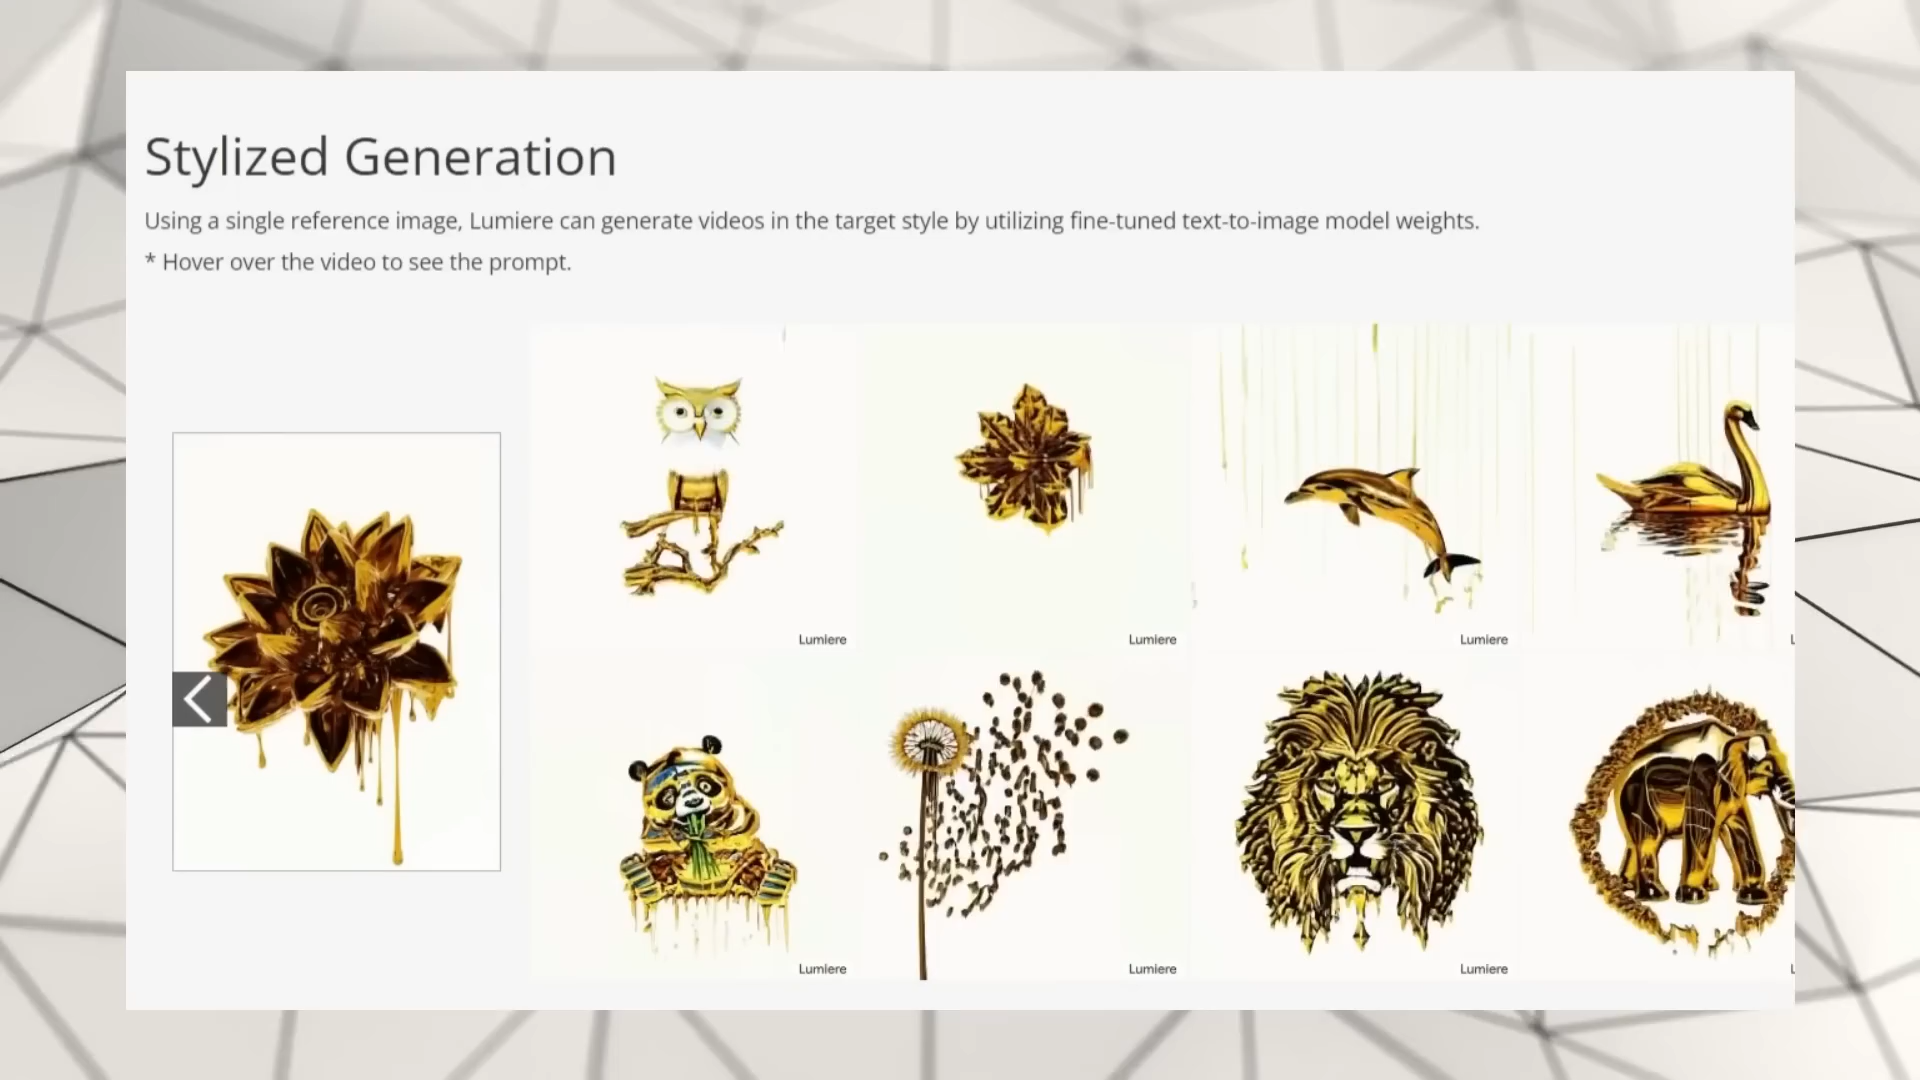 Stylized Generation
Using a single reference image, Lumiere can generate videos in the target style by utilizing fine-tuned text-to-image model weights.
* Hover over the video to see the prompt.
Lumiere
Lumiere
Lumiere
Lumiere
Lumiere
Lumiere